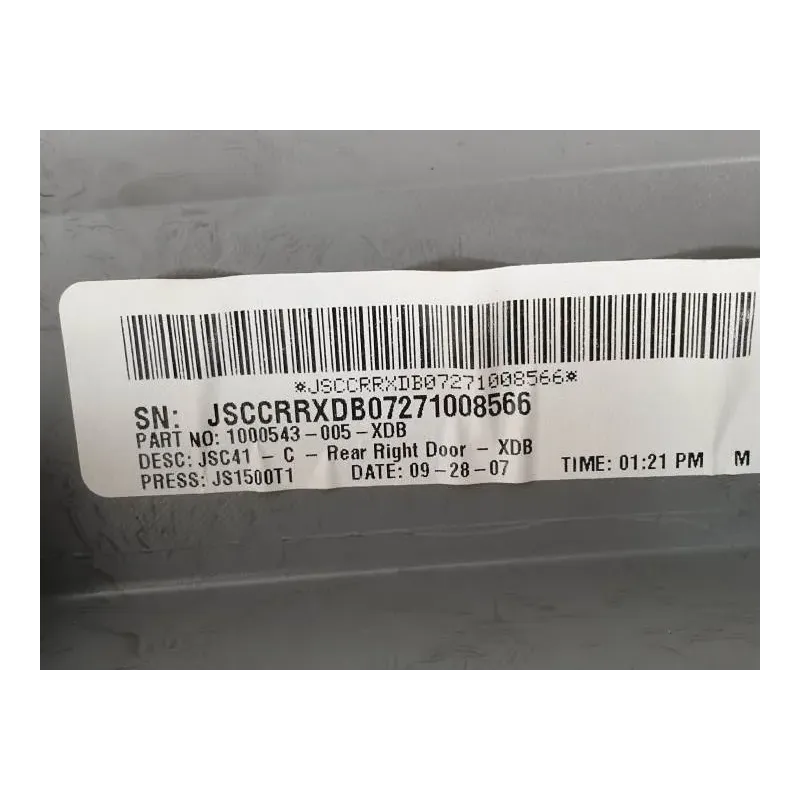 *JSCCRRXDB07271008566*
SN: JSCCRRXDB07271008566
PART NO: 1000543-005-XDB
DESC: JSC41 - C - Rear Right Door - XDB
PRESS: JS1500T1 DATE: 09-28-07 TIME: 01:21 PM M